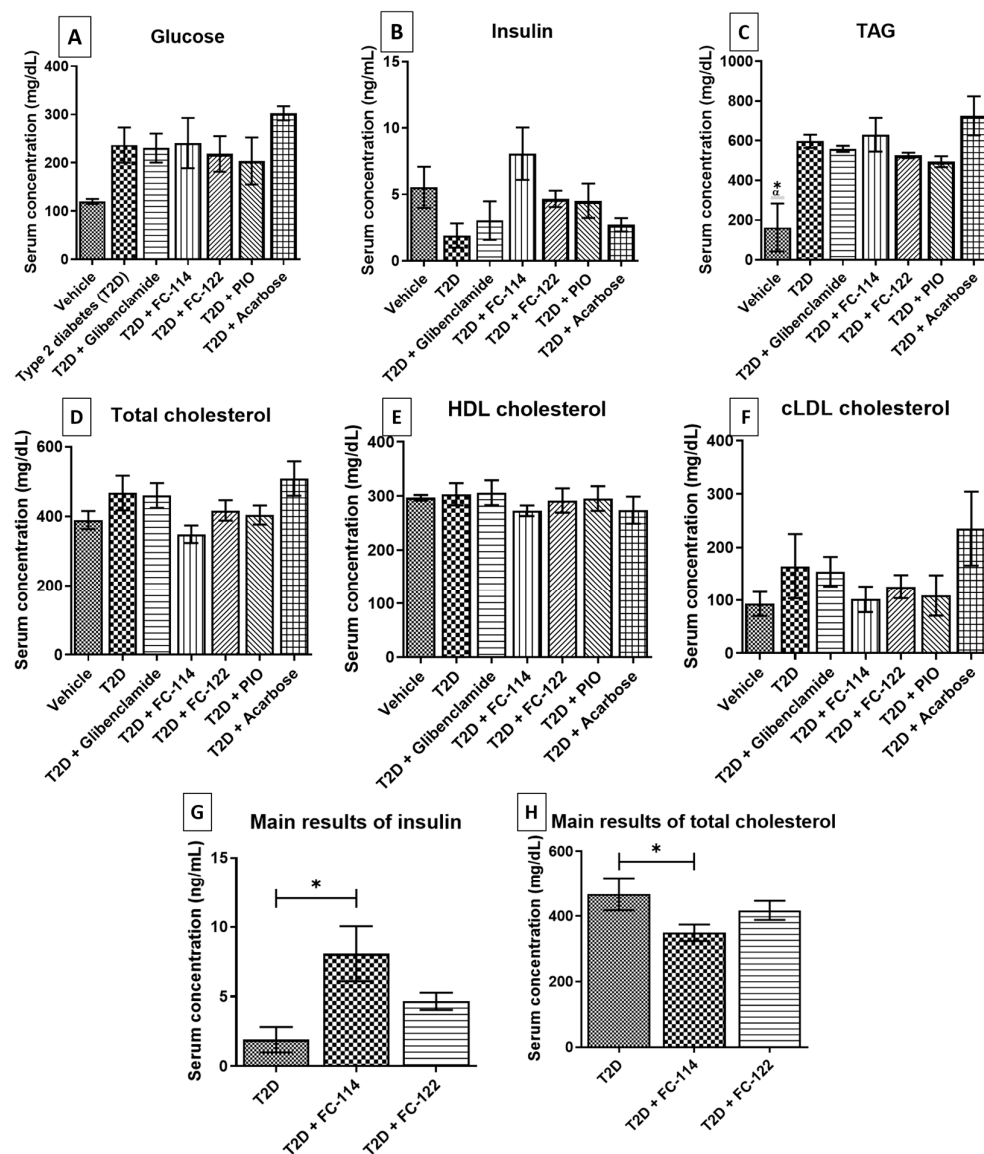 A
Glucose
Serum concentration (mg/dL)
400
300
200
100
0
Vehicle
Type 2 diabetes (T2D)
T2D + Glibenclamide
T2D + FC-114
T2D + FC-122
T2D + PIO
T2D + Acarbose
B
Insulin
Serum concentration (ng/mL)
15
10
5
0
Vehicle
T2D
T2D + Glibenclamide
T2D + FC-114
T2D + FC-122
T2D + PIO
T2D + Acarbose
C
TAG
Serum concentration (mg/dL)
1000
800
600
400
200
0
*
α
Vehicle
T2D
T2D + Glibenclamide
T2D + FC-114
T2D + FC-122
T2D + PIO
T2D + Acarbose
D
Total cholesterol
Serum concentration (mg/dL)
600
400
200
0
Vehicle
T2D
T2D + Glibenclamide
T2D + FC-114
T2D + FC-122
T2D + PIO
T2D + Acarbose
E
HDL cholesterol
Serum concentration (mg/dL)
400
300
200
100
0
Vehicle
T2D
T2D + Glibenclamide
T2D + FC-114
T2D + FC-122
T2D + PIO
T2D + Acarbose
F
cLDL cholesterol
Serum concentration (mg/dL)
400
300
200
100
0
Vehicle
T2D
T2D + Glibenclamide
T2D + FC-114
T2D + FC-122
T2D + PIO
T2D + Acarbose
G
Main results of insulin
Serum concentration (ng/mL)
15
10
5
0
*
T2D
T2D + FC-114
T2D + FC-122
H
Main results of total cholesterol
Serum concentration (mg/dL)
600
400
200
0
*
T2D
T2D + FC-114
T2D + FC-122